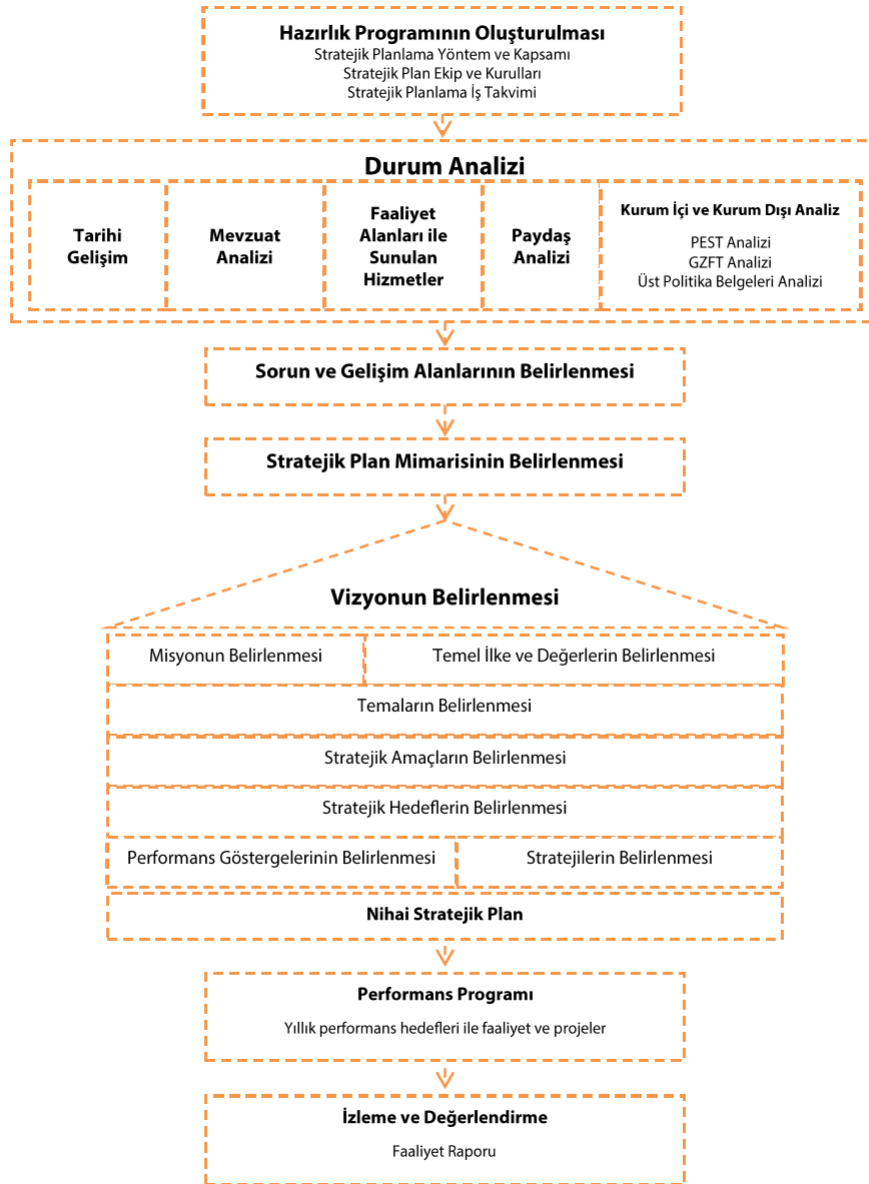 Hazırlık Programının Oluşturulması
Stratejik Planlama Yöntem ve Kapsamı
Stratejik Plan Ekip ve Kurulları
Stratejik Planlama İş Takvimi
Durum Analizi
Tarihi
Gelişim
Mevzuat
Analizi
Faaliyet
Alanları ile
Sunulan
Hizmetler
Paydaş
Analizi
Kurum İçi ve Kurum Dışı Analiz
PEST Analizi
GZFT Analizi
Üst Politika Belgeleri Analizi
Sorun ve Gelişim Alanlarının Belirlenmesi
Stratejik Plan Mimarisinin Belirlenmesi
Vizyonun Belirlenmesi
Misyonun Belirlenmesi
Temel İlke ve Değerlerin Belirlenmesi
Temaların Belirlenmesi
Stratejik Amaçların Belirlenmesi
Stratejik Hedeflerin Belirlenmesi
Performans Göstergelerinin Belirlenmesi
Stratejilerin Belirlenmesi
Nihai Stratejik Plan
Performans Programı
Yıllık performans hedefleri ile faaliyet ve projeler
İzleme ve Değerlendirme
Faaliyet Raporu